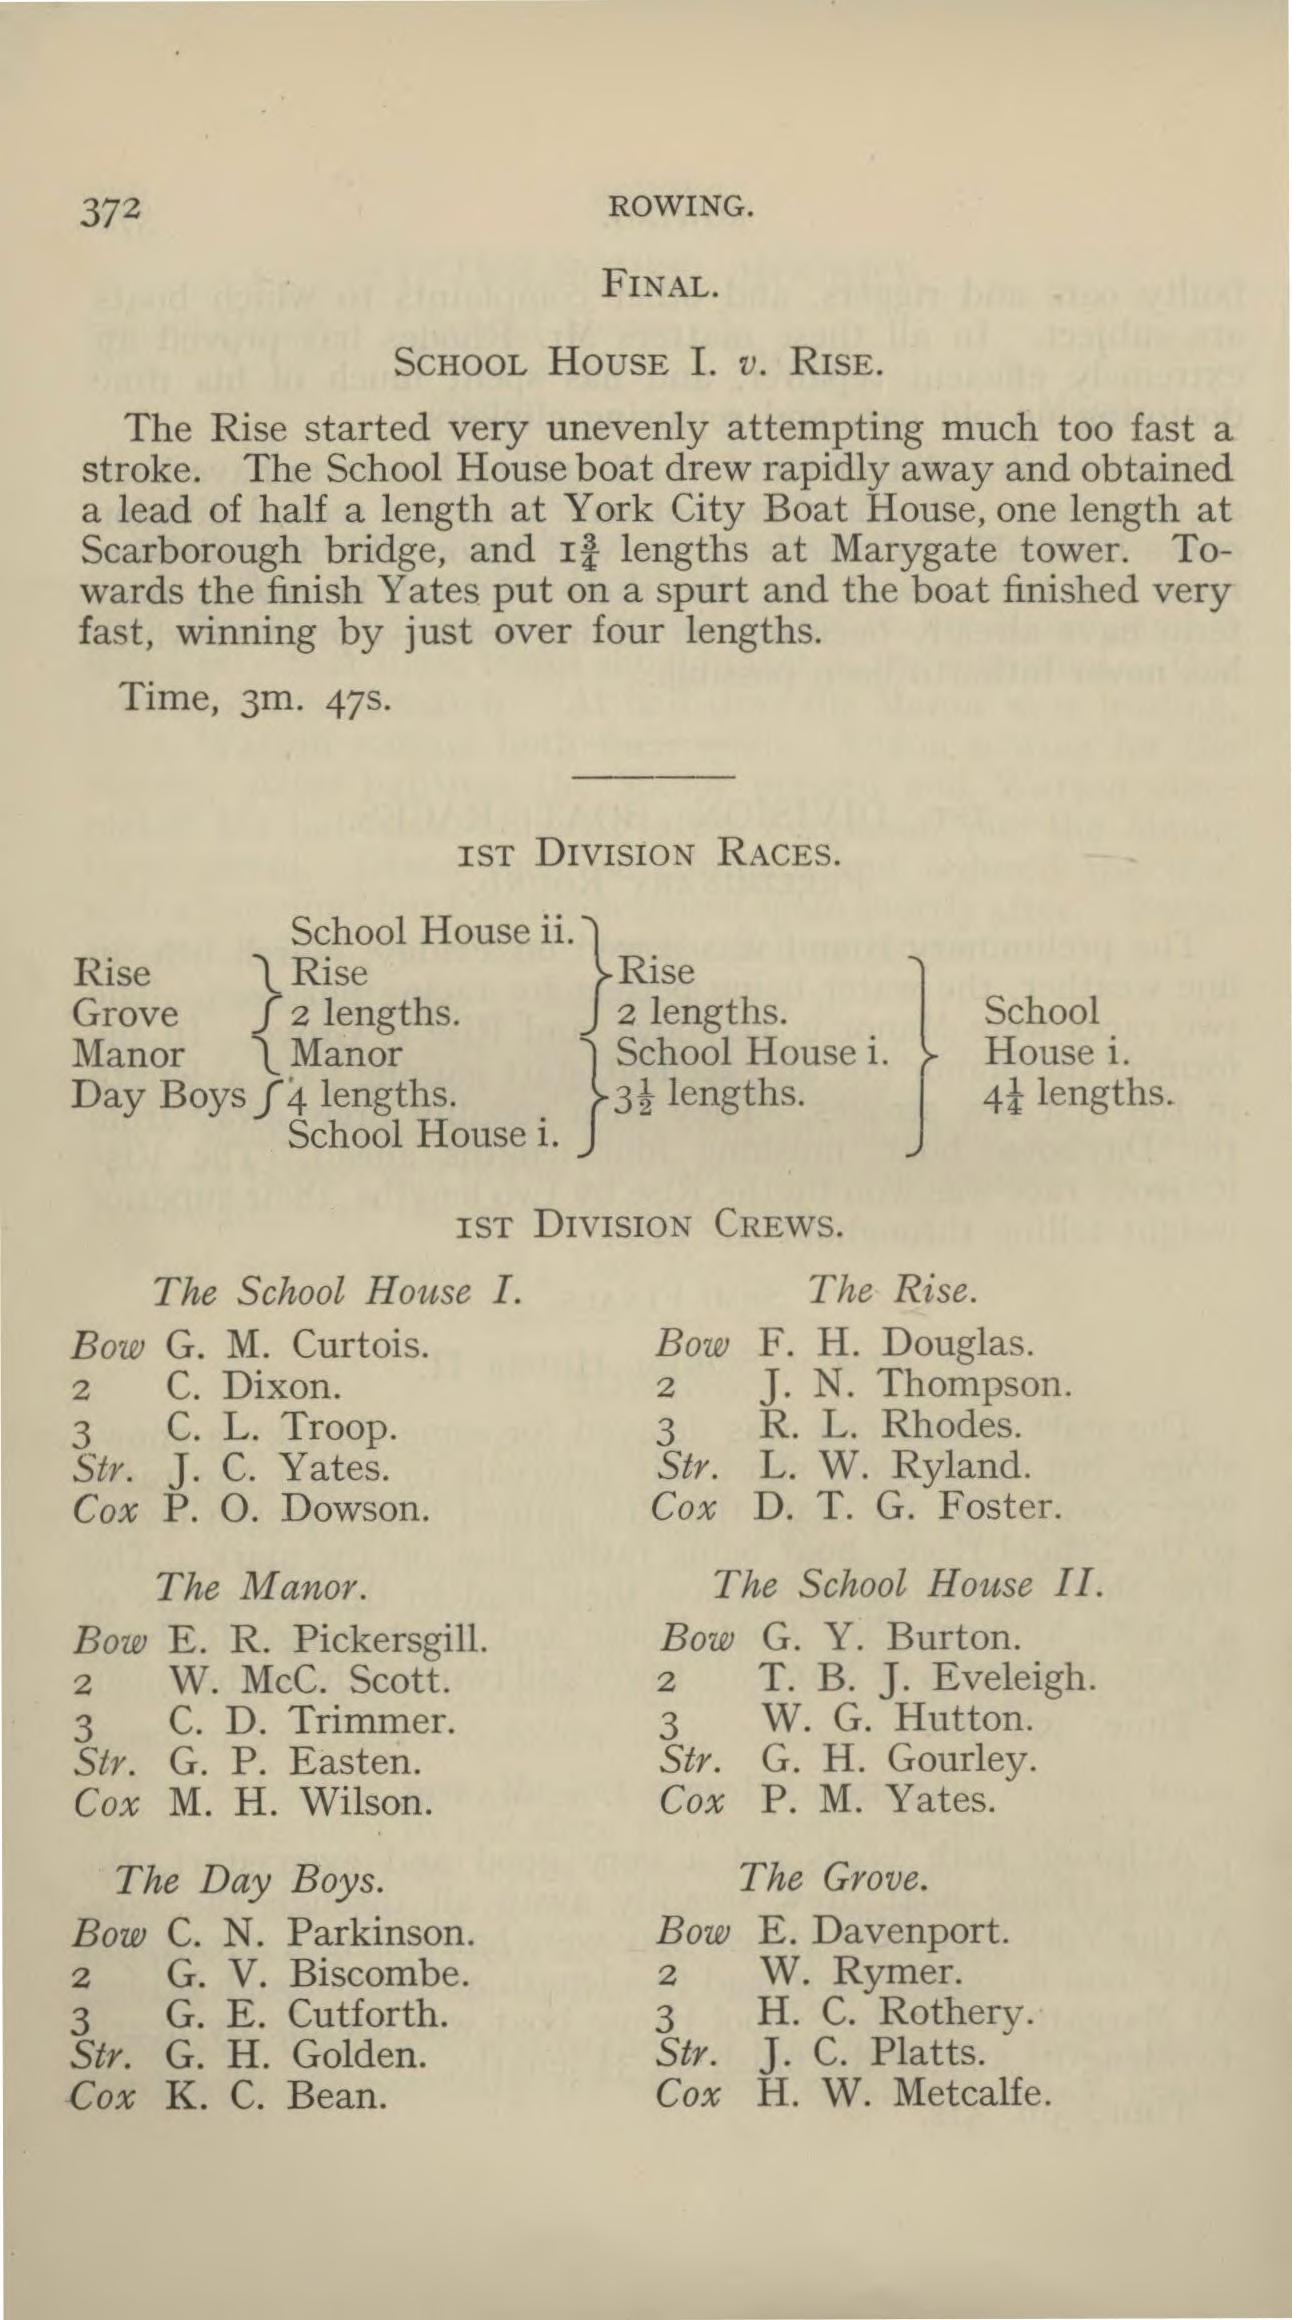 372 ROWING.
FINAL.
SCHOOL HOUSE I. v. RISE.
The Rise started very unevenly attempting much too fast a
stroke. The School House boat drew rapidly away and obtained
a lead of half a length at York City Boat House, one length at
Scarborough bridge, and 1¾ lengths at Marygate tower. To-
wards the finish Yates put on a spurt and the boat finished very
fast, winning by just over four lengths.
Time, 3m. 47s.
1ST DIVISION RACES.
School House ii.
Rise } Rise } Rise
Grove } 2 lengths. } 2 lengths. } School
Manor } Manor } School House i. } House i.
Day Boys } 4 lengths. } 3½ lengths. } 4¼ lengths.
School House i.
1ST DIVISION CREWS.
The School House I. The Rise.
Bow G. M. Curtois. Bow F. H. Douglas.
2 C. Dixon. 2 J. N. Thompson.
3 C. L. Troop. 3 R. L. Rhodes.
Str. J. C. Yates. Str. L. W. Ryland.
Cox P. O. Dowson. Cox D. T. G. Foster.
The Manor. The School House II.
Bow E. R. Pickersgill. Bow G. Y. Burton.
2 W. McC. Scott. 2 T. B. J. Eveleigh.
3 C. D. Trimmer. 3 W. G. Hutton.
Str. G. P. Easten. Str. G. H. Gourley.
Cox M. H. Wilson. Cox P. M. Yates.
The Day Boys. The Grove.
Bow C. N. Parkinson. Bow E. Davenport.
2 G. V. Biscombe. 2 W. Rymer.
3 G. E. Cutforth. 3 H. C. Rothery.
Str. G. H. Golden. Str. J. C. Platts.
Cox K. C. Bean. Cox H. W. Metcalfe.